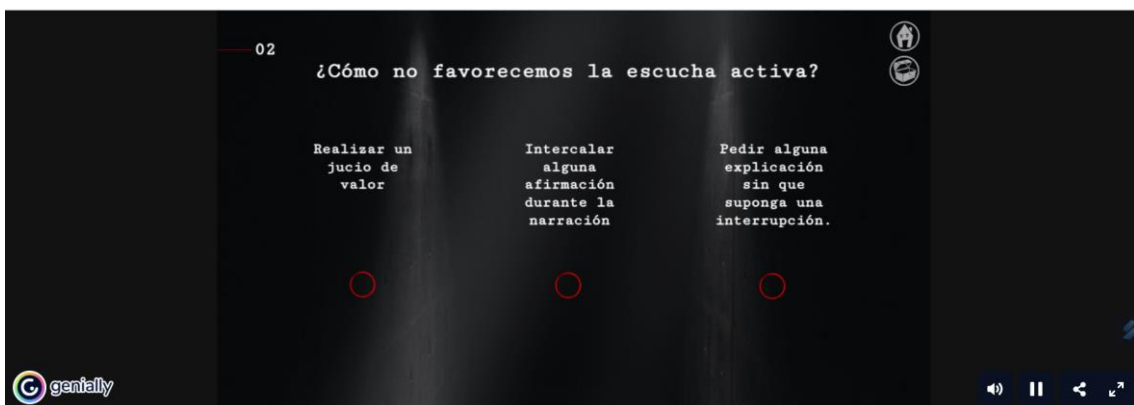 02
¿Cómo no favorecemos la escucha activa?
Realizar un
jucio de
valor
Intercalar
alguna
afirmación
durante la
narración
Pedir alguna
explicación
sin que
suponga una
interrupción.
genially